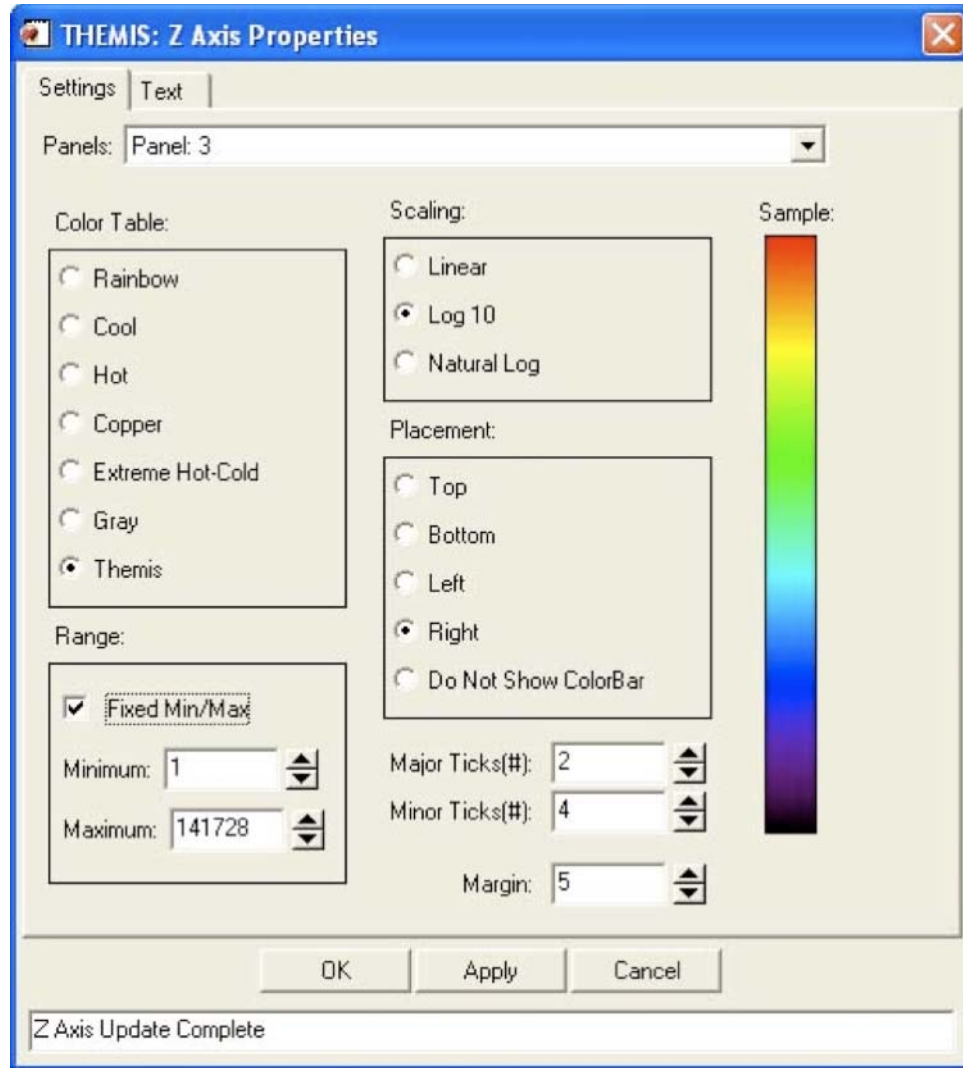 THEMIS: Z Axis Properties
Settings Text
Panels: Panel: 3
Color Table:
Rainbow
Cool
Hot
Copper
Extreme Hot-Cold
Gray
Themis
Range:
Fixed Min/Max
Minimum: 1
Maximum: 141728
Scaling:
Linear
Log 10
Natural Log
Placement:
Top
Bottom
Left
Right
Do Not Show ColorBar
Major Ticks(#): 2
Minor Ticks(#): 4
Margin: 5
Sample:
OK Apply Cancel
Z Axis Update Complete